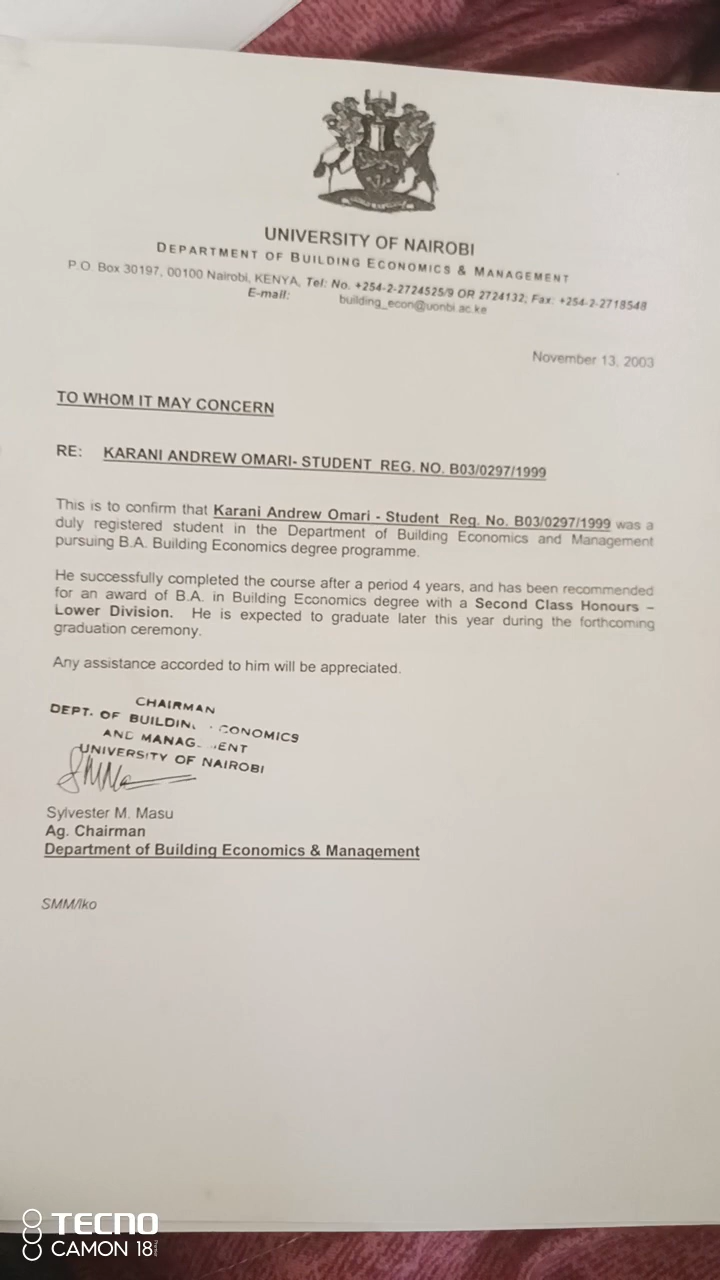 UNIVERSITY OF NAIROBI
DEPARTMENT OF BUILDING ECONOMICS & MANAGEMENT
P.O. Box 30197, 00100 Nairobi, KENYA, Tel: No. +254-2-2724525/9 OR 2724132; Fax: +254-2-2718548
E-mail: building_econ@uonbi.ac.ke
November 13, 2003
TO WHOM IT MAY CONCERN
RE: KARANI ANDREW OMARI- STUDENT REG. NO. B03/0297/1999
This is to confirm that Karani Andrew Omari - Student Reg. No. B03/0297/1999 was a
duly registered student in the Department of Building Economics and Management
pursuing B.A. Building Economics degree programme.
He successfully completed the course after a period 4 years, and has been recommended
for an award of B.A. in Building Economics degree with a Second Class Honours –
Lower Division. He is expected to graduate later this year during the forthcoming
graduation ceremony.
Any assistance accorded to him will be appreciated.
CHAIRMAN
DEPT. OF BUILDIN CONOMICS
AND MANAG ENT
UNIVERSITY OF NAIROBI
Sylvester M. Masu
Ag. Chairman
Department of Building Economics & Management
SMM/lko
TECNO
CAMON 18